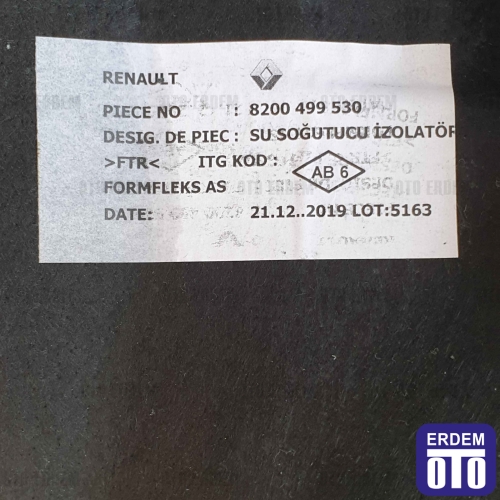 RENAULT
PIECE NO : 8200 499 530
DESIG. DE PIEC : SU SOĞUTUCU İZOLATÖR
>FTR< ITG KOD : AB 6
FORMFLEKS AS
DATE: 21.12..2019 LOT:5163
ERDEM
OTO